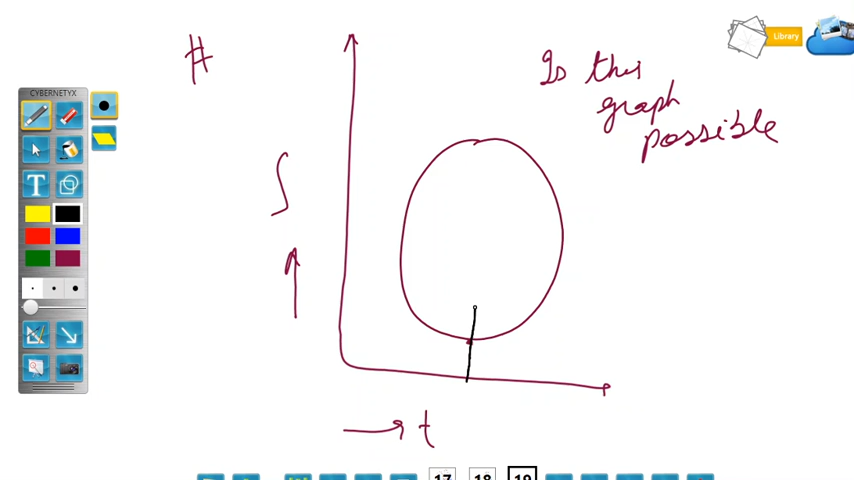 Library
#
Is this
graph
possible
CYBERNETYX
S
T
t
17 18 19